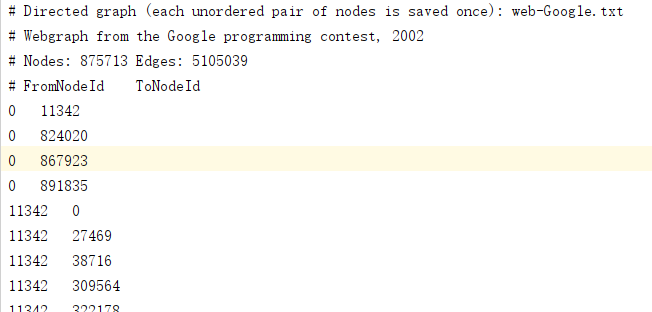 # Directed graph (each unordered pair of nodes is saved once): web-Google.txt
# Webgraph from the Google programming contest, 2002
# Nodes: 875713 Edges: 5105039
# FromNodeId    ToNodeId
0   11342
0   824020
0   867923
0   891835
11342   0
11342   27469
11342   38716
11342   309564
11342   322178